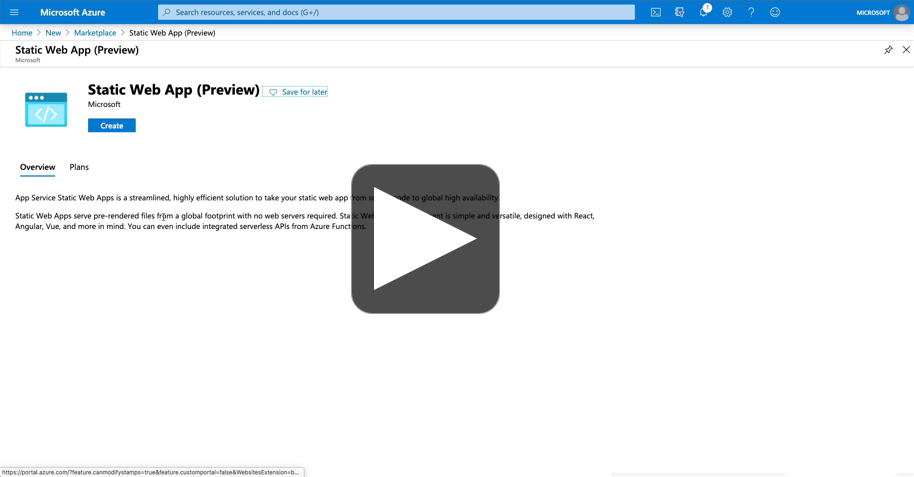 Microsoft Azure
Search resources, services, and docs (G+/)
1
MICROSOFT
Home > New > Marketplace > Static Web App (Preview)
Static Web App (Preview)
Microsoft
Static Web App (Preview)
Save for later
Microsoft
Create
Overview
Plans
App Service Static Web Apps is a streamlined, highly efficient solution to take your static web app from source code to global high availability.
Static Web Apps serve pre-rendered files from a global footprint with no web servers required. Static Web is simple and versatile, designed with React,
Angular, Vue, and more in mind. You can even include integrated serverless APIs from Azure Functions.
https://portal.azure.com/?feature.canmodifystamps=true&feature.customportal=false&WebsitesExtension=b...